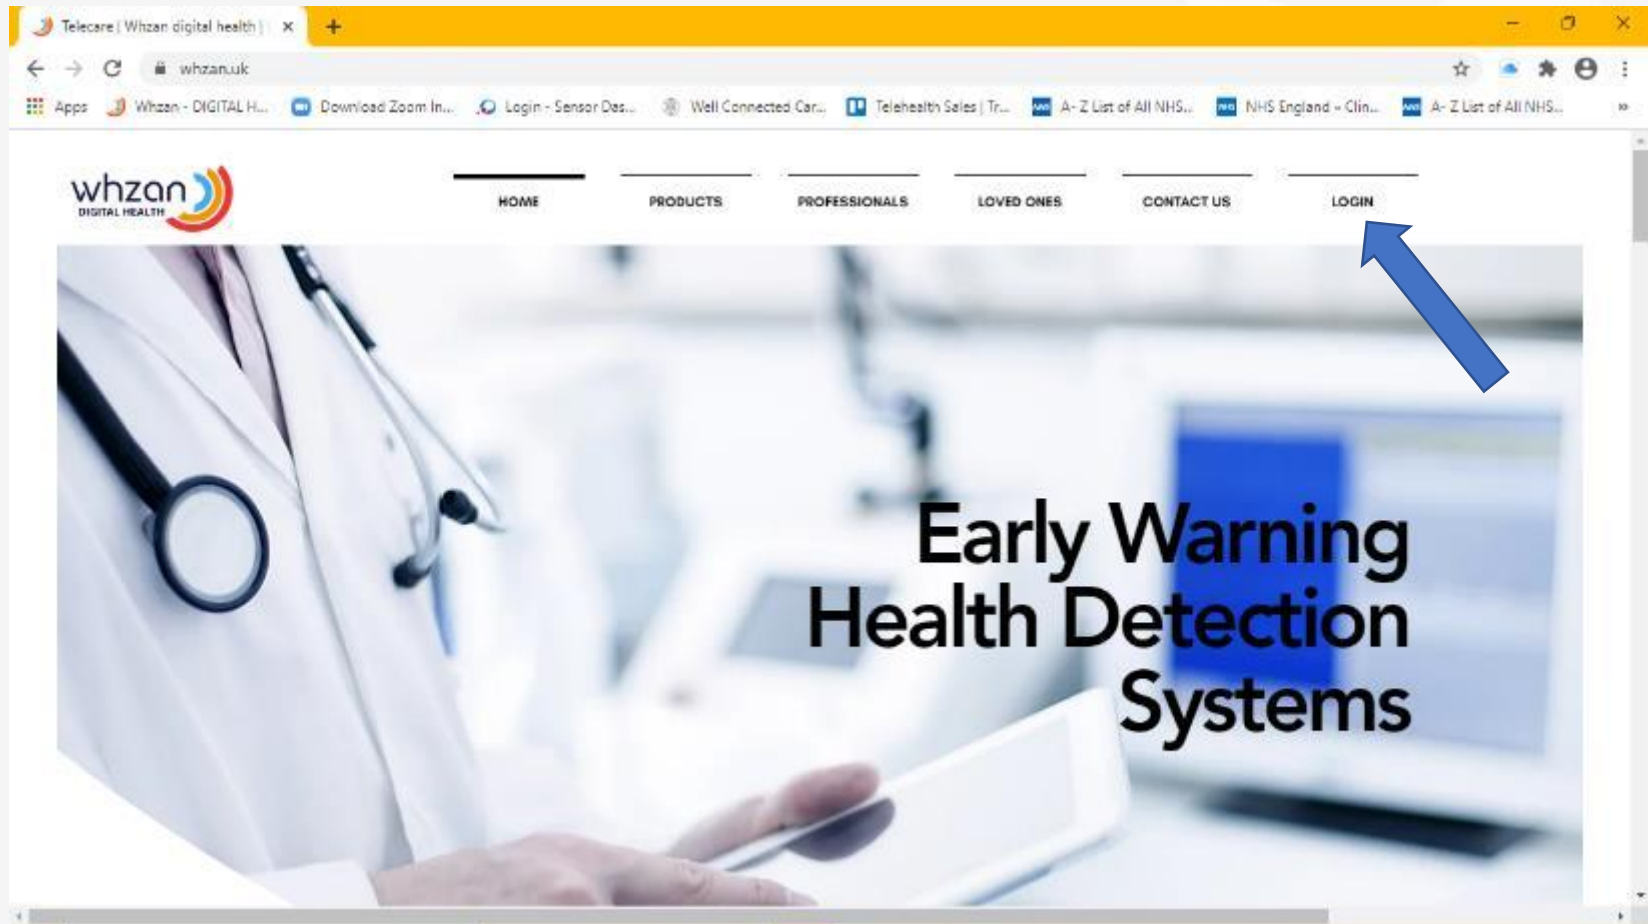 Telecare | Whzan digital health |
whzan.uk
Apps Whzan - DIGITAL H... Download Zoom In... Login - Sensor Das... Well Connected Car... Telehealth Sales | Tr... A- Z List of All NHS... NHS England » Clin... A- Z List of All NHS...
whzan
DIGITAL HEALTH
HOME PRODUCTS PROFESSIONALS LOVED ONES CONTACT US LOGIN
Early Warning
Health Detection
Systems